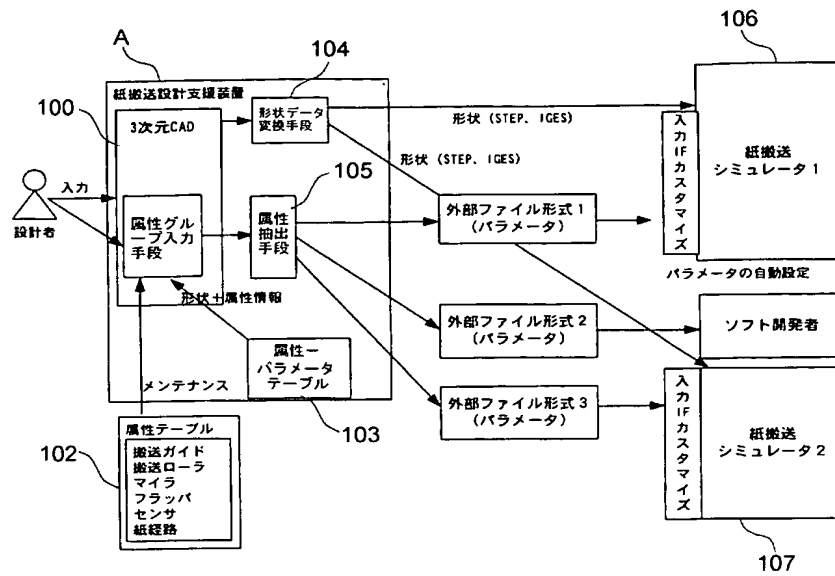 A
104
106
紙搬送設計支援装置
100
3次元CAD
形状データ
変換手段
形状 (STEP、IGES)
形状 (STEP、IGES)
入力IFカスタマイズ
紙搬送
シミュレータ1
入力
設計者
105
属性グル
ープ入力
手段
属性
抽出
手段
外部ファイル形式1
(パラメータ)
パラメータの自動設定
形状+属性情報
外部ファイル形式2
(パラメータ)
ソフト開発者
属性ー
パラメータ
テーブル
メンテナンス
103
外部ファイル形式3
(パラメータ)
入力IFカスタマイズ
紙搬送
シミュレータ2
102
属性テーブル
搬送ガイド
搬送ローラ
マイラ
フラッパ
センサ
紙経路
107